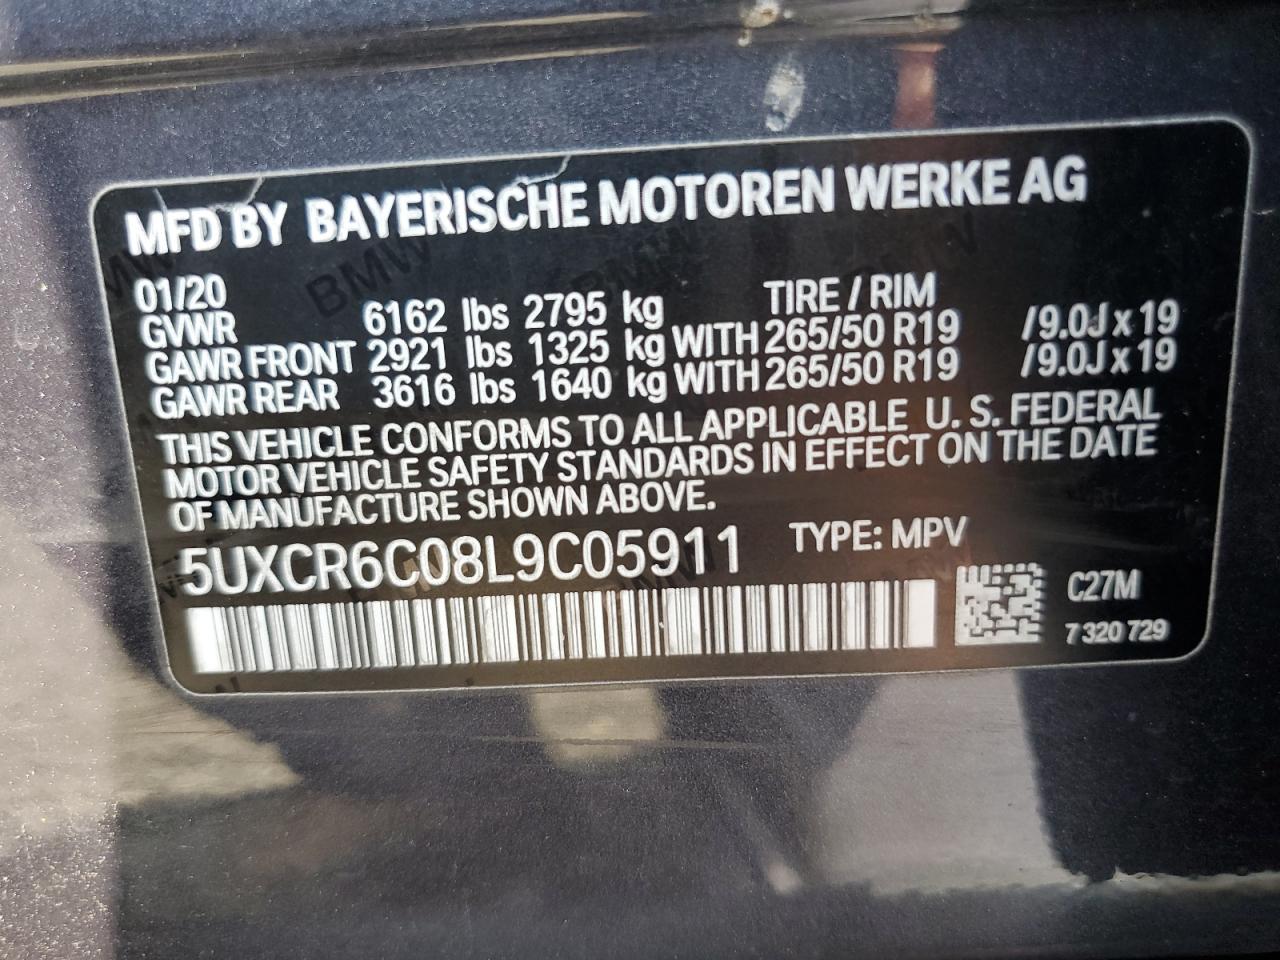 MFD BY BAYERISCHE MOTOREN WERKE AG
01/20 TIRE / RIM
GVWR 6162 lbs 2795 kg
GAWR FRONT 2921 lbs 1325 kg WITH 265/50 R19 /9.0J x 19
GAWR REAR 3616 lbs 1640 kg WITH 265/50 R19 /9.0J x 19
THIS VEHICLE CONFORMS TO ALL APPLICABLE U. S. FEDERAL
MOTOR VEHICLE SAFETY STANDARDS IN EFFECT ON THE DATE
OF MANUFACTURE SHOWN ABOVE.
5UXCR6C08L9C05911 TYPE: MPV
C27M
7 320 729